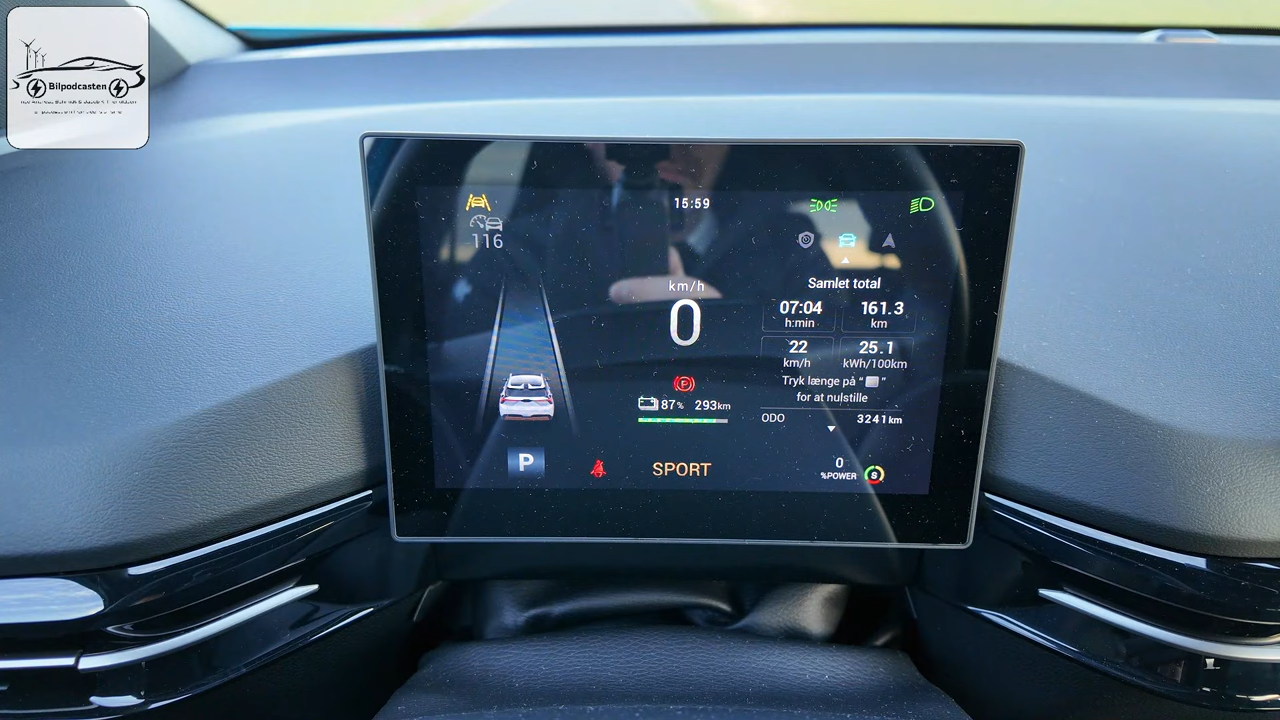 Bilpodcasten
15:59
116
km/h
0
Samlet total
07:04 161.3
h:min km
22 25.1
km/h kWh/100km
Tryk længe på “ ”
for at nulstille
87% 293km
ODO 3241km
P
SPORT
0
%POWER
S